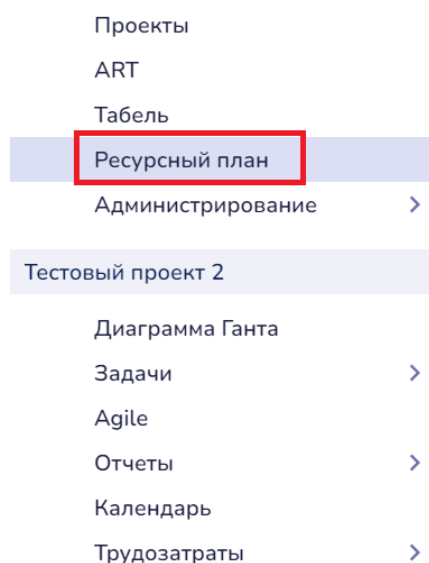 Проекты
ART
Табель
Ресурсный план
Администрирование
Тестовый проект 2
Диаграмма Ганта
Задачи
Agile
Отчеты
Календарь
Трудозатраты